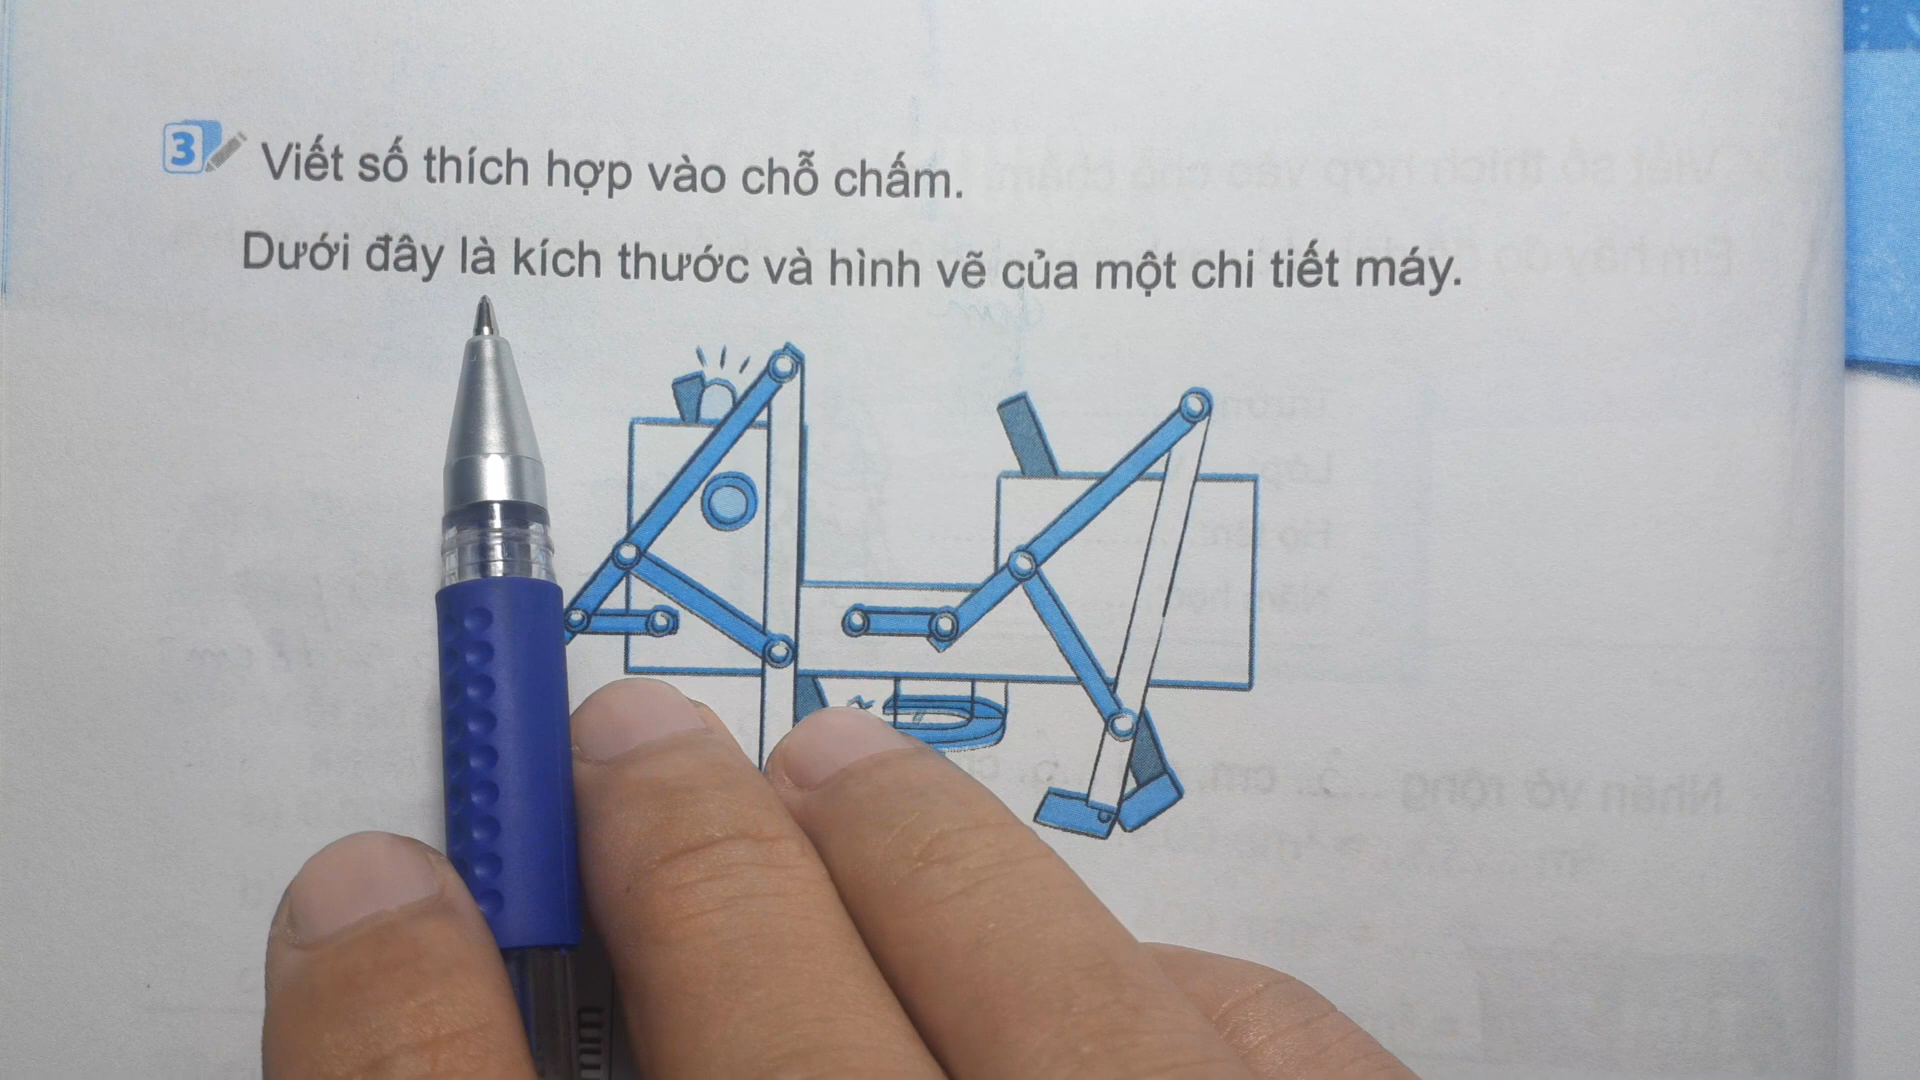 3 Viết số thích hợp vào chỗ chấm.
Dưới đây là kích thước và hình vẽ của một chi tiết máy.